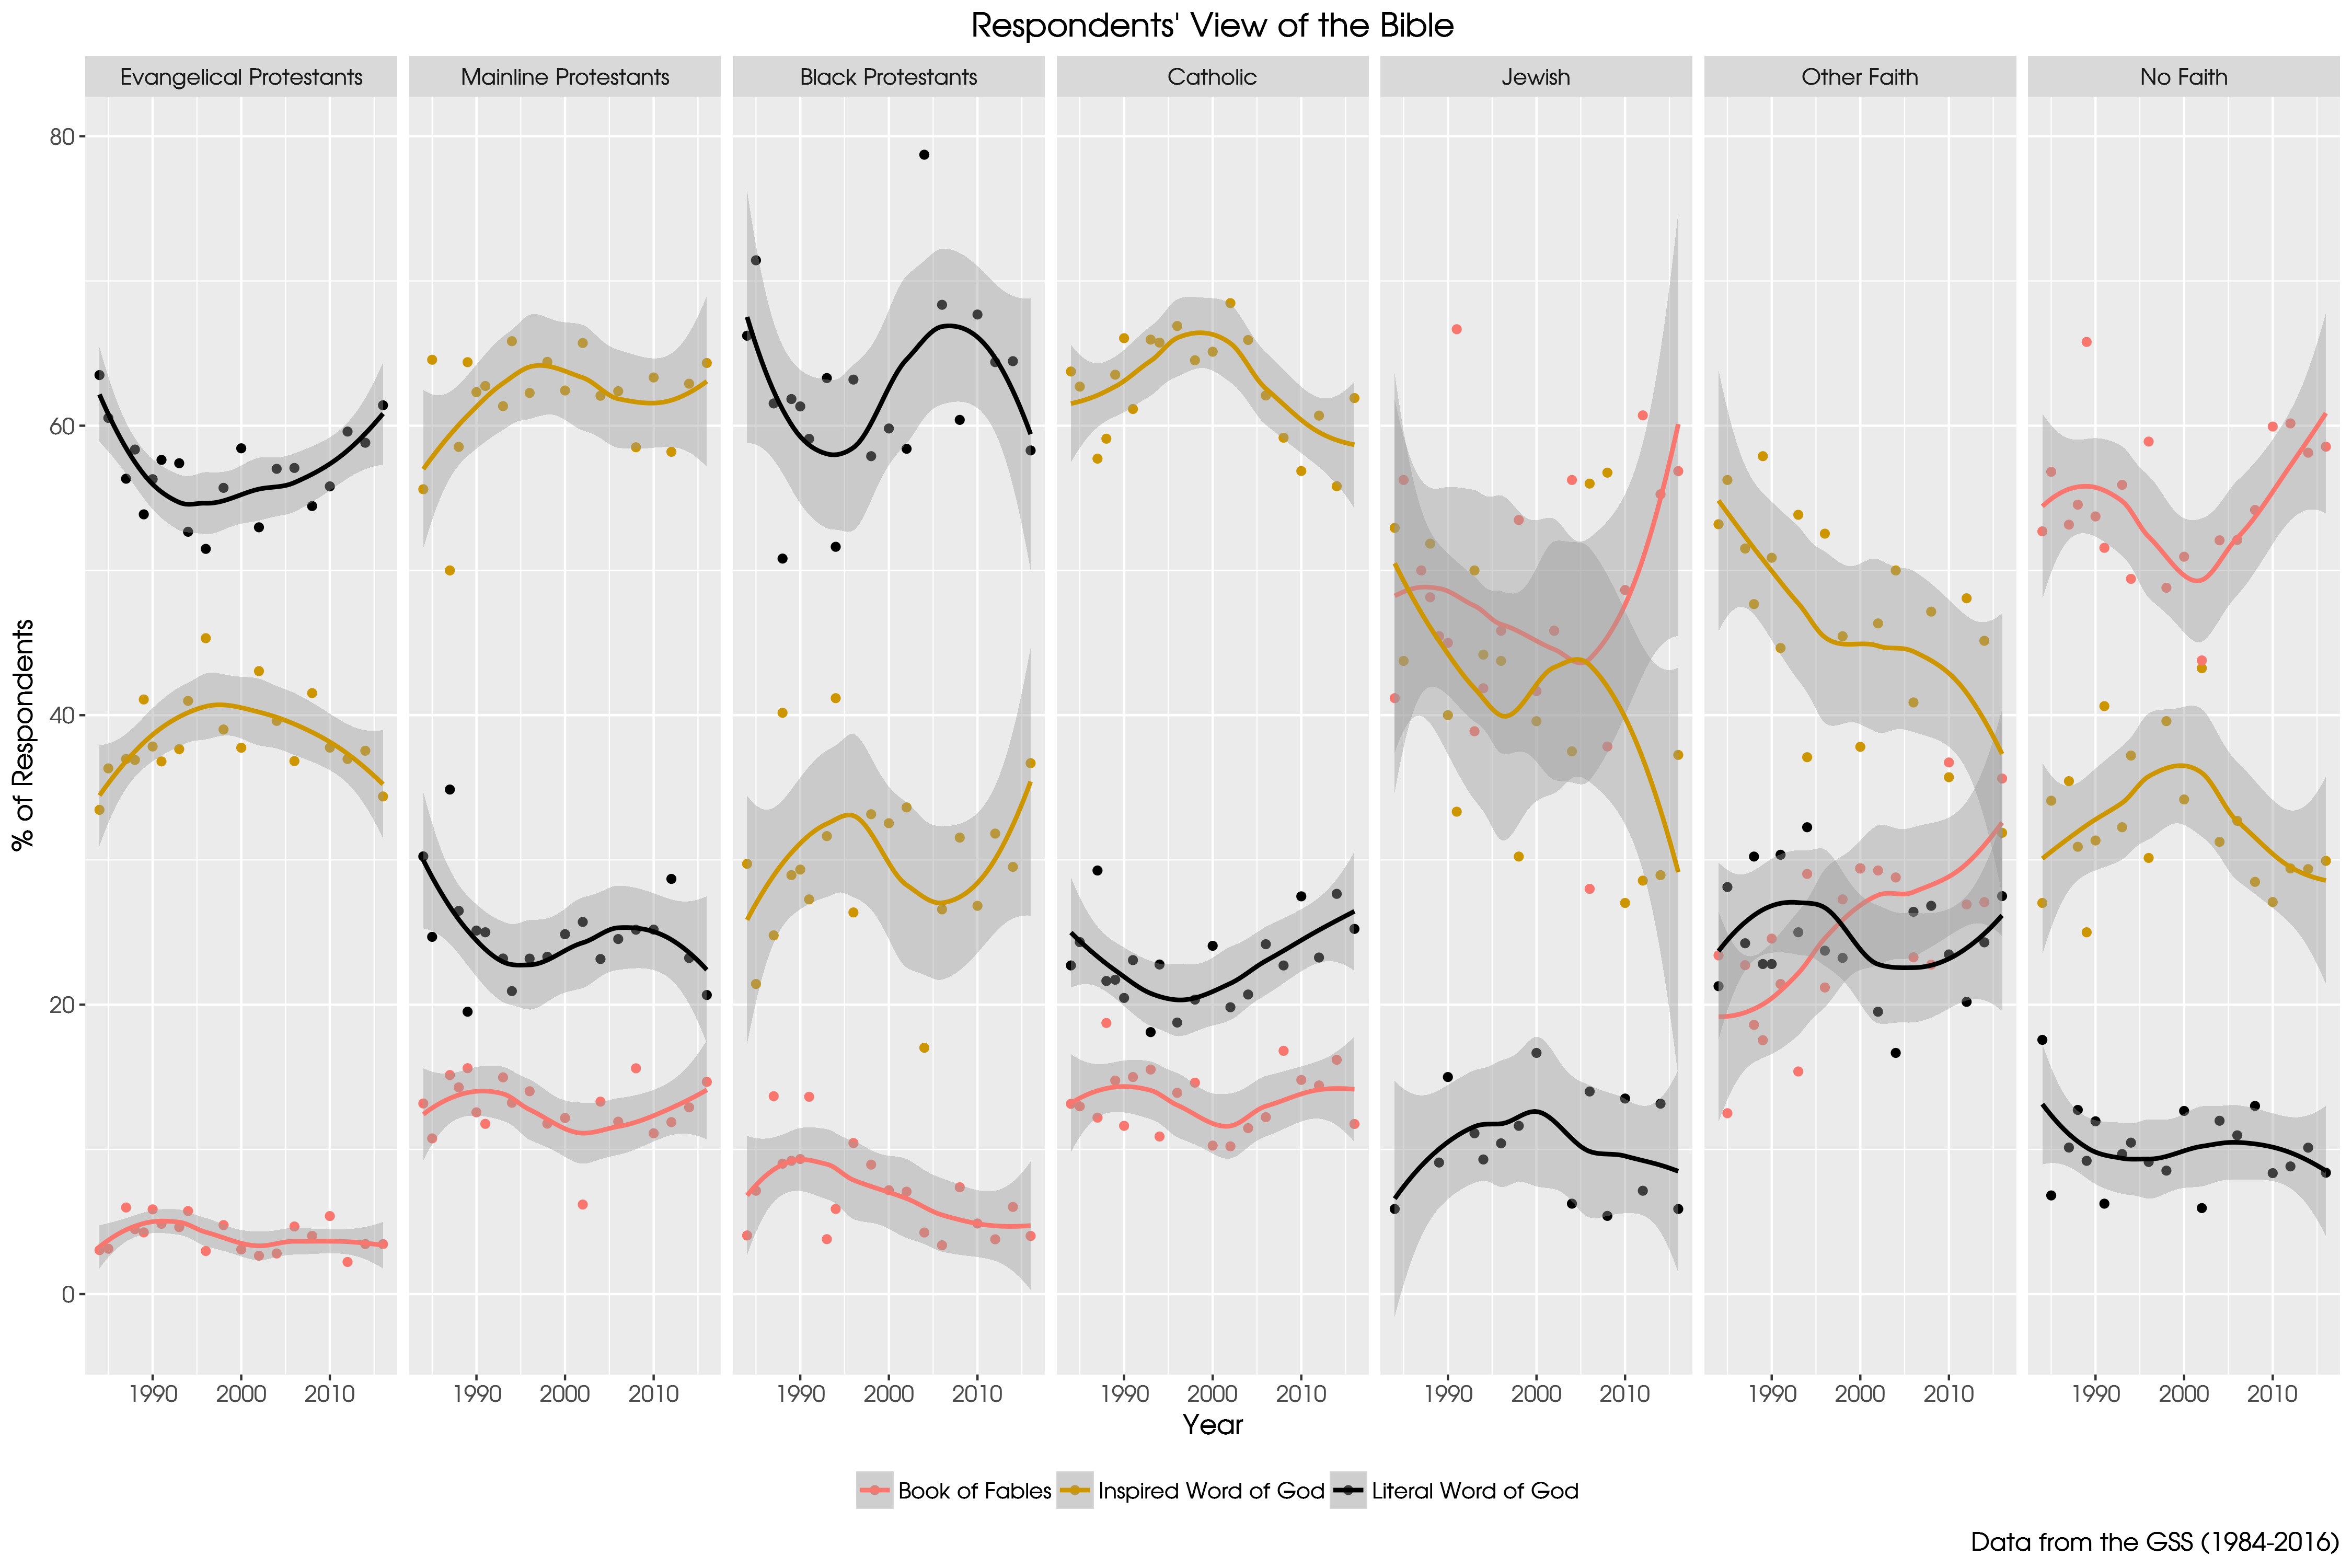 Respondents' View of the Bible
Evangelical Protestants
Mainline Protestants
Black Protestants
Catholic
Jewish
Other Faith
No Faith
80
60
40
20
0
% of Respondents
1990 2000 2010
1990 2000 2010
1990 2000 2010
1990 2000 2010
1990 2000 2010
1990 2000 2010
1990 2000 2010
Year
Book of Fables
Inspired Word of God
Literal Word of God
Data from the GSS (1984-2016)